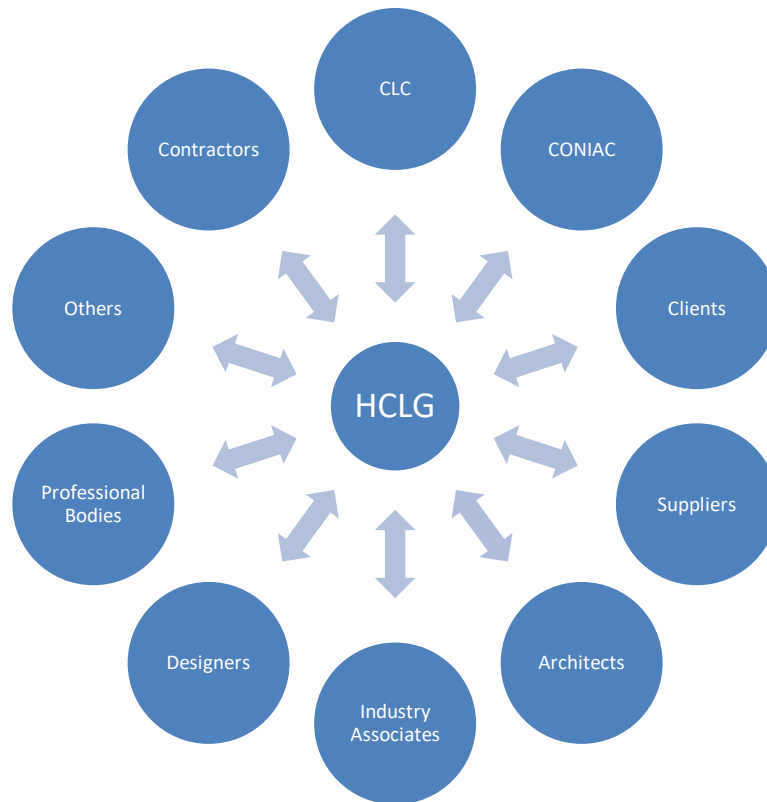 CLC
CONIAC
Contractors
Clients
Others
HCLG
Suppliers
Professional
Bodies
Architects
Designers
Industry
Associates